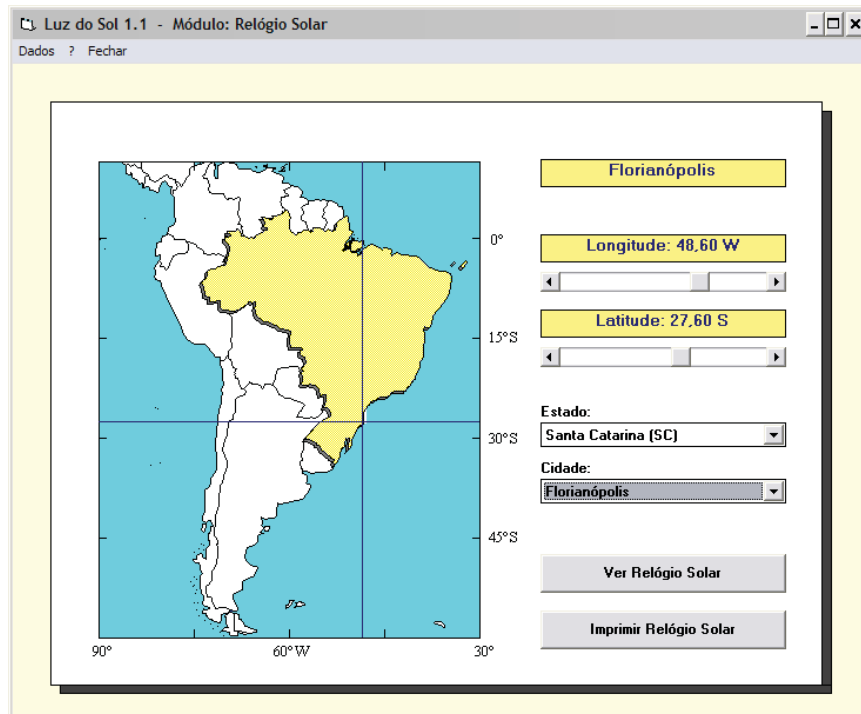 Luz do Sol 1.1 - Módulo: Relógio Solar
Dados ? Fechar
Florianópolis
Longitude: 48,60 W
Latitude: 27,60 S
Estado:
Santa Catarina (SC)
Cidade:
Florianópolis
Ver Relógio Solar
Imprimir Relógio Solar
0°
15°S
30°S
45°S
90° 60°W 30°